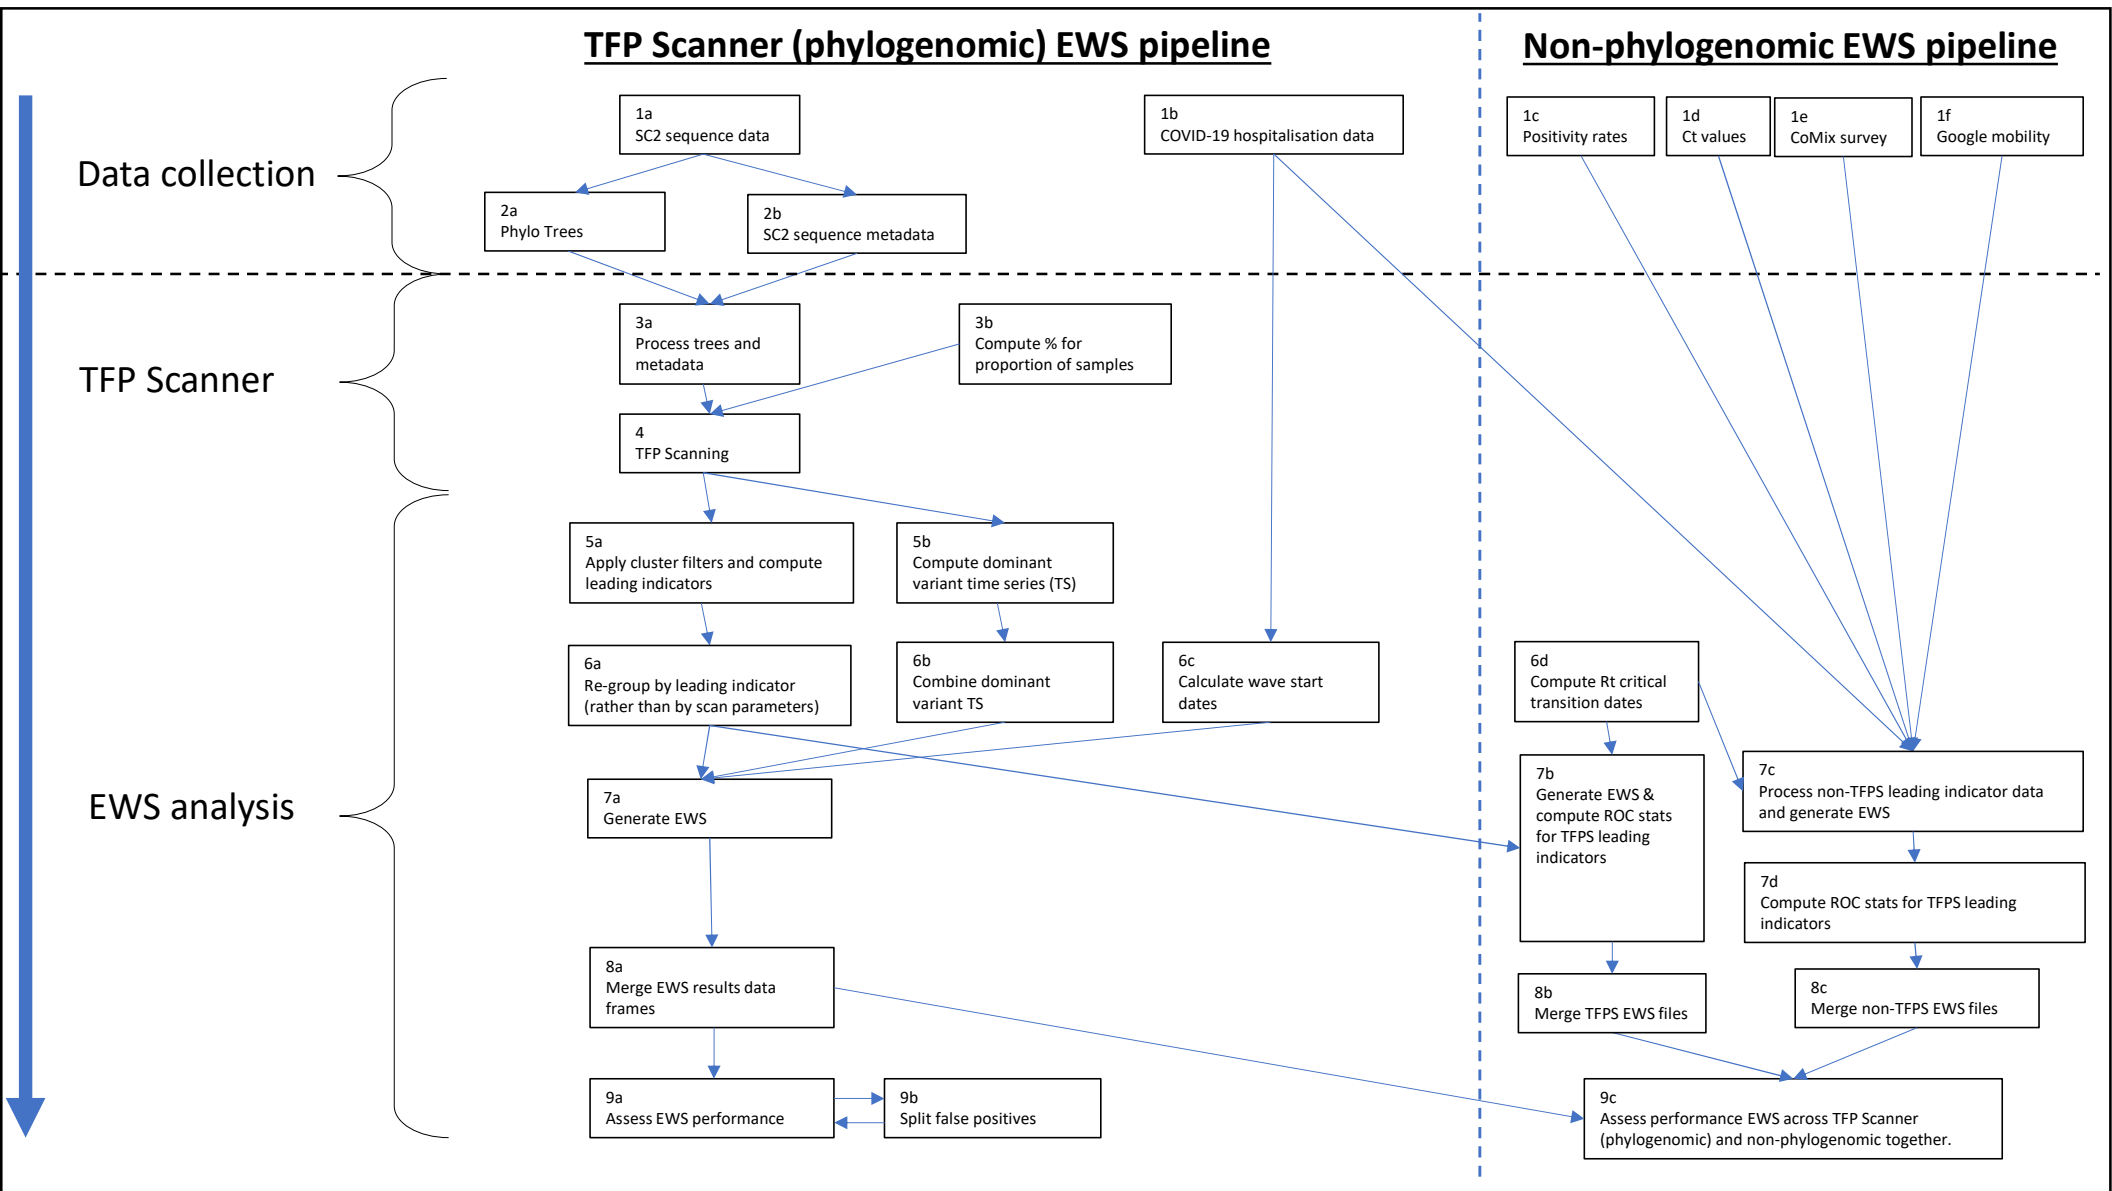 TFP Scanner (phylogenomic) EWS pipeline
Non-phylogenomic EWS pipeline
Data collection
1a
SC2 sequence data
1b
COVID-19 hospitalisation data
1c
Positivity rates
1d
Ct values
1e
CoMix survey
1f
Google mobility
2a
Phylo Trees
2b
SC2 sequence metadata
TFP Scanner
3a
Process trees and
metadata
3b
Compute % for
proportion of samples
4
TFP Scanning
EWS analysis
5a
Apply cluster filters and compute
leading indicators
5b
Compute dominant
variant time series (TS)
6a
Re-group by leading indicator
(rather than by scan parameters)
6b
Combine dominant
variant TS
6c
Calculate wave start
dates
6d
Compute Rt critical
transition dates
7a
Generate EWS
7b
Generate EWS &
compute ROC stats
for TFPS leading
indicators
7c
Process non-TFPS leading indicator data
and generate EWS
7d
Compute ROC stats for TFPS leading
indicators
8a
Merge EWS results data
frames
8b
Merge TFPS EWS files
8c
Merge non-TFPS EWS files
9a
Assess EWS performance
9b
Split false positives
9c
Assess performance EWS across TFP Scanner
(phylogenomic) and non-phylogenomic together.